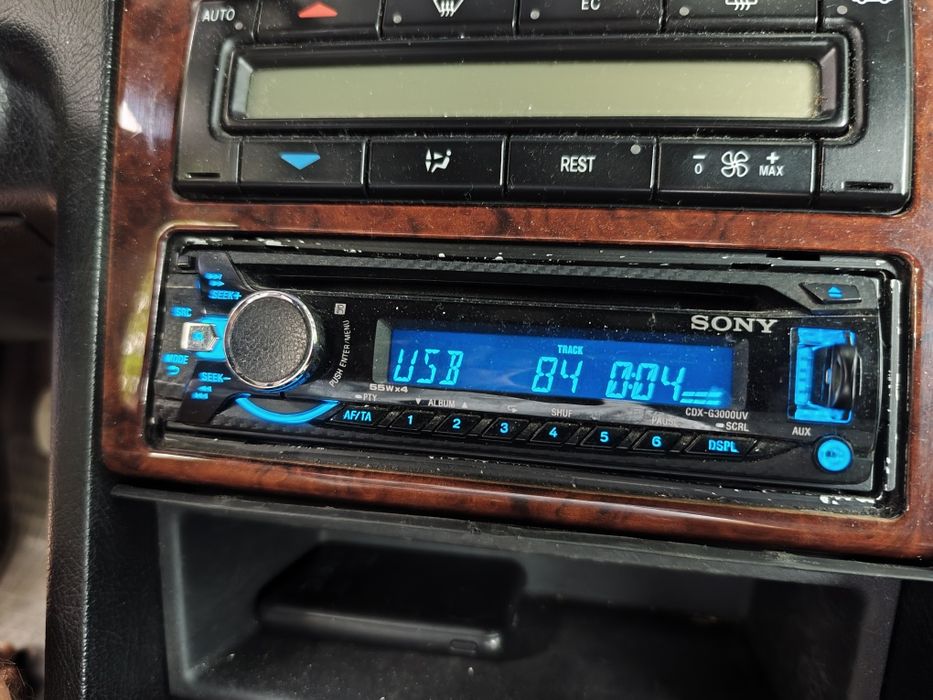 AUTO
EC
REST
- 0
+ MAX
SEEK+
SRC
MODE
SEEK-
PUSH ENTER/MENU
SONY
TRACK
USB 84 0:04
55W×4
CDX-G3000UV
PTY ▼ ALBUM ▲ SHUF PAUSE SCRL
AF/TA 1 2 3 4 5 6 DSPL
AUX